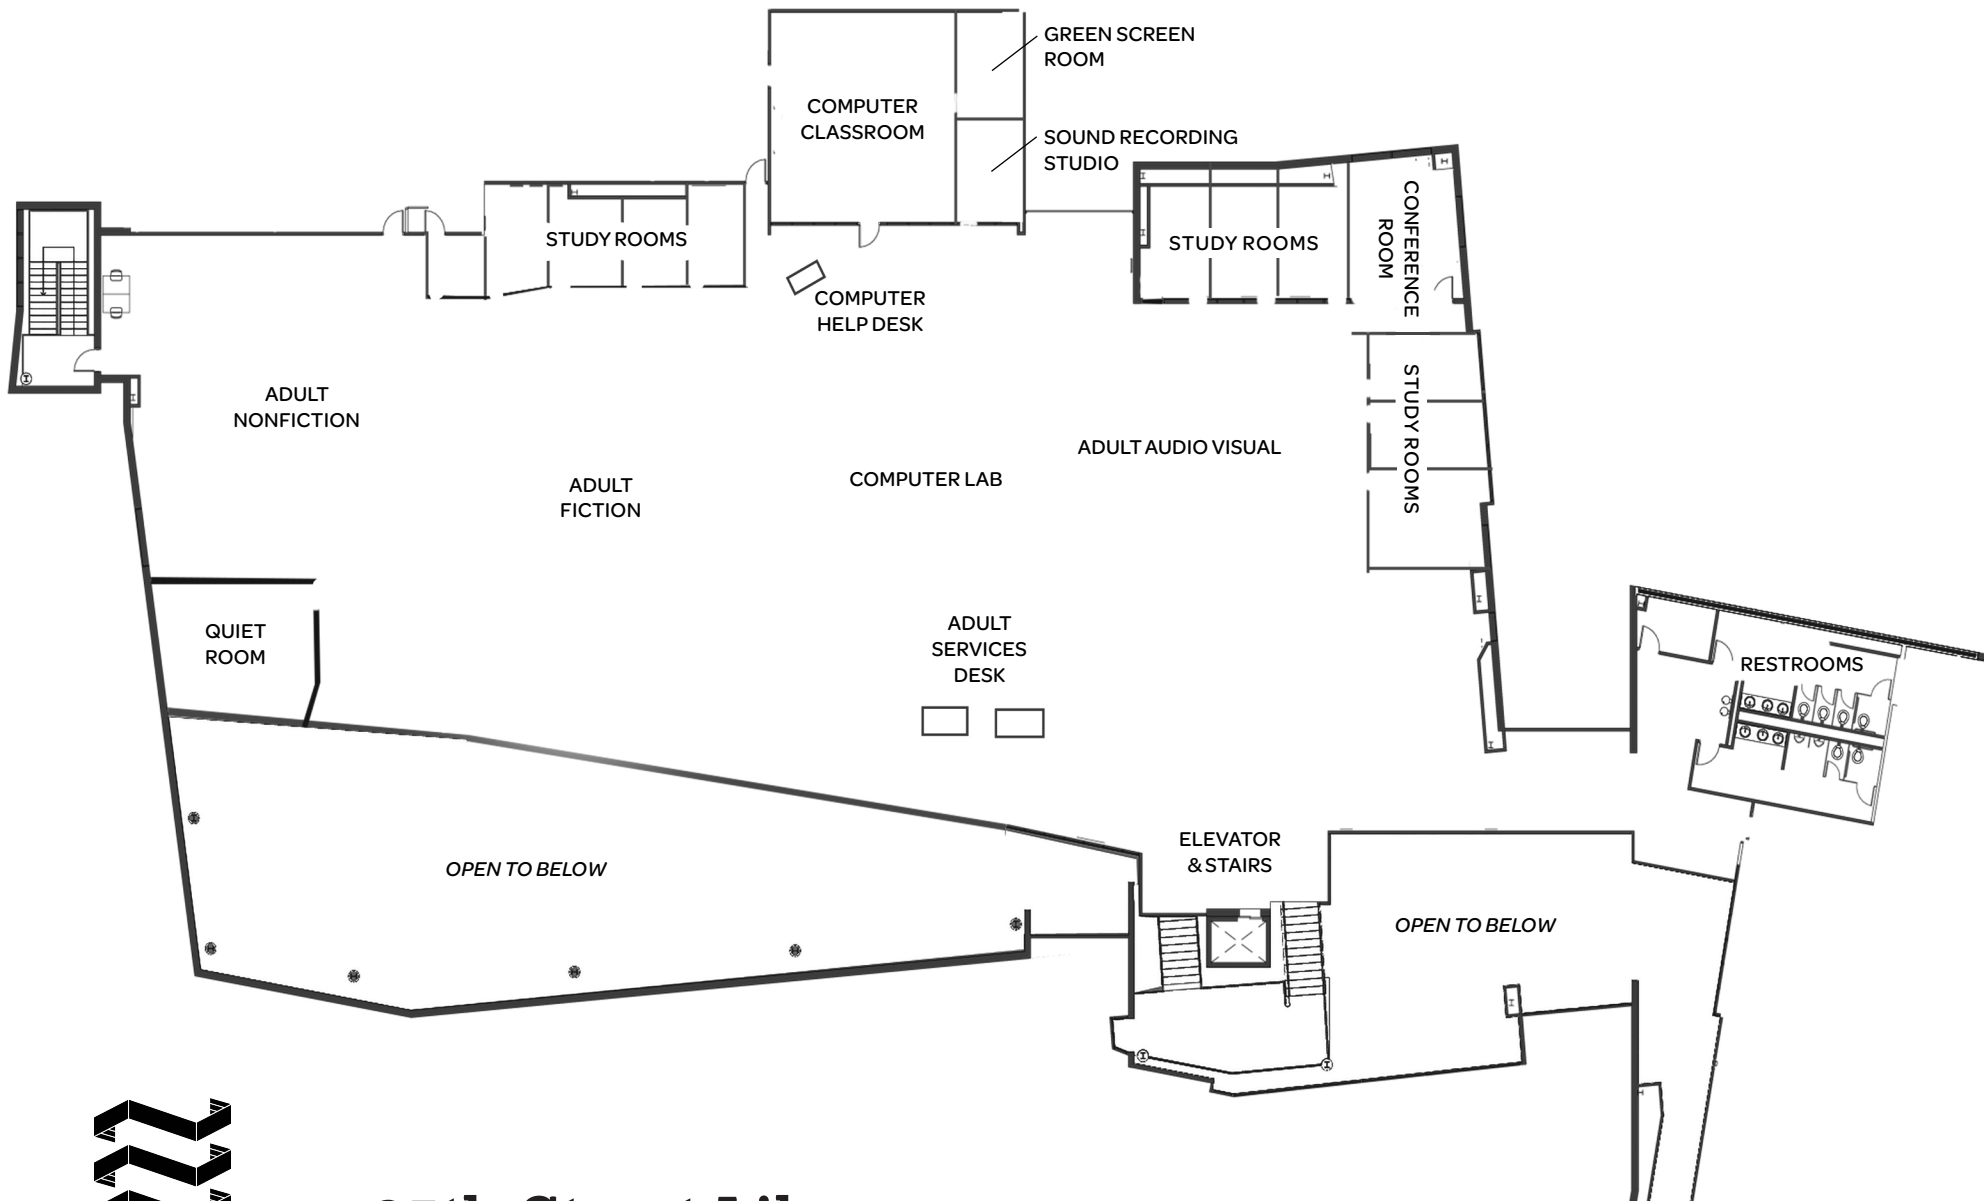 GREEN SCREEN
ROOM
COMPUTER
CLASSROOM
SOUND RECORDING
STUDIO
CONFERENCE
ROOM
STUDY ROOMS
STUDY ROOMS
COMPUTER
HELP DESK
STUDY ROOMS
ADULT
NONFICTION
ADULT AUDIO VISUAL
COMPUTER LAB
ADULT
FICTION
QUIET
ROOM
ADULT
SERVICES
DESK
RESTROOMS
ELEVATOR
& STAIRS
OPEN TO BELOW
OPEN TO BELOW
Street